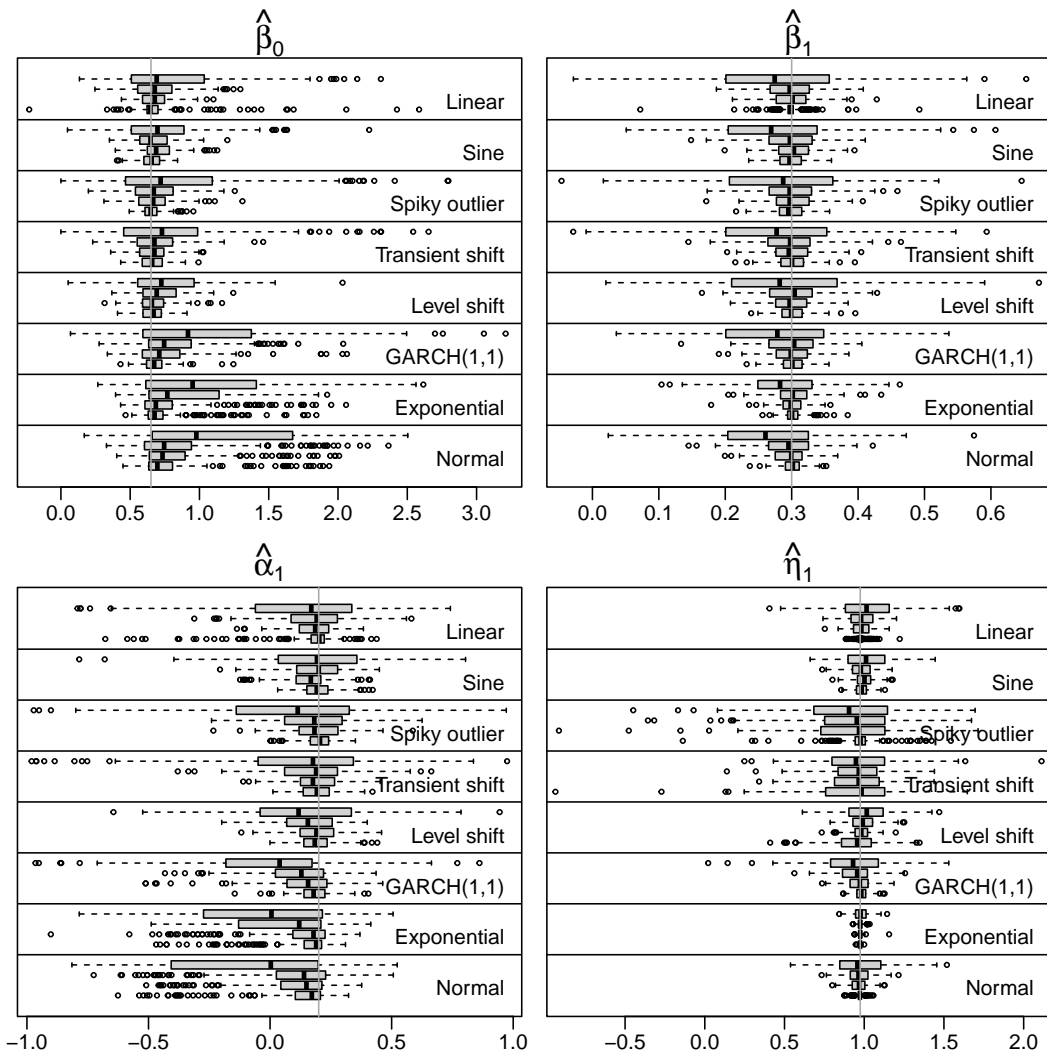 β̂₀
Linear
Sine
Spiky outlier
Transient shift
Level shift
GARCH(1,1)
Exponential
Normal
0.0 0.5 1.0 1.5 2.0 2.5 3.0
β̂₁
Linear
Sine
Spiky outlier
Transient shift
Level shift
GARCH(1,1)
Exponential
Normal
0.0 0.1 0.2 0.3 0.4 0.5 0.6
α̂₁
Linear
Sine
Spiky outlier
Transient shift
Level shift
GARCH(1,1)
Exponential
Normal
−1.0 −0.5 0.0 0.5 1.0
η̂₁
Linear
Sine
Spiky outlier
Transient shift
Level shift
GARCH(1,1)
Exponential
Normal
−0.5 0.0 0.5 1.0 1.5 2.0